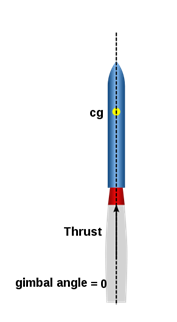 cg
Thrust
gimbal angle = 0